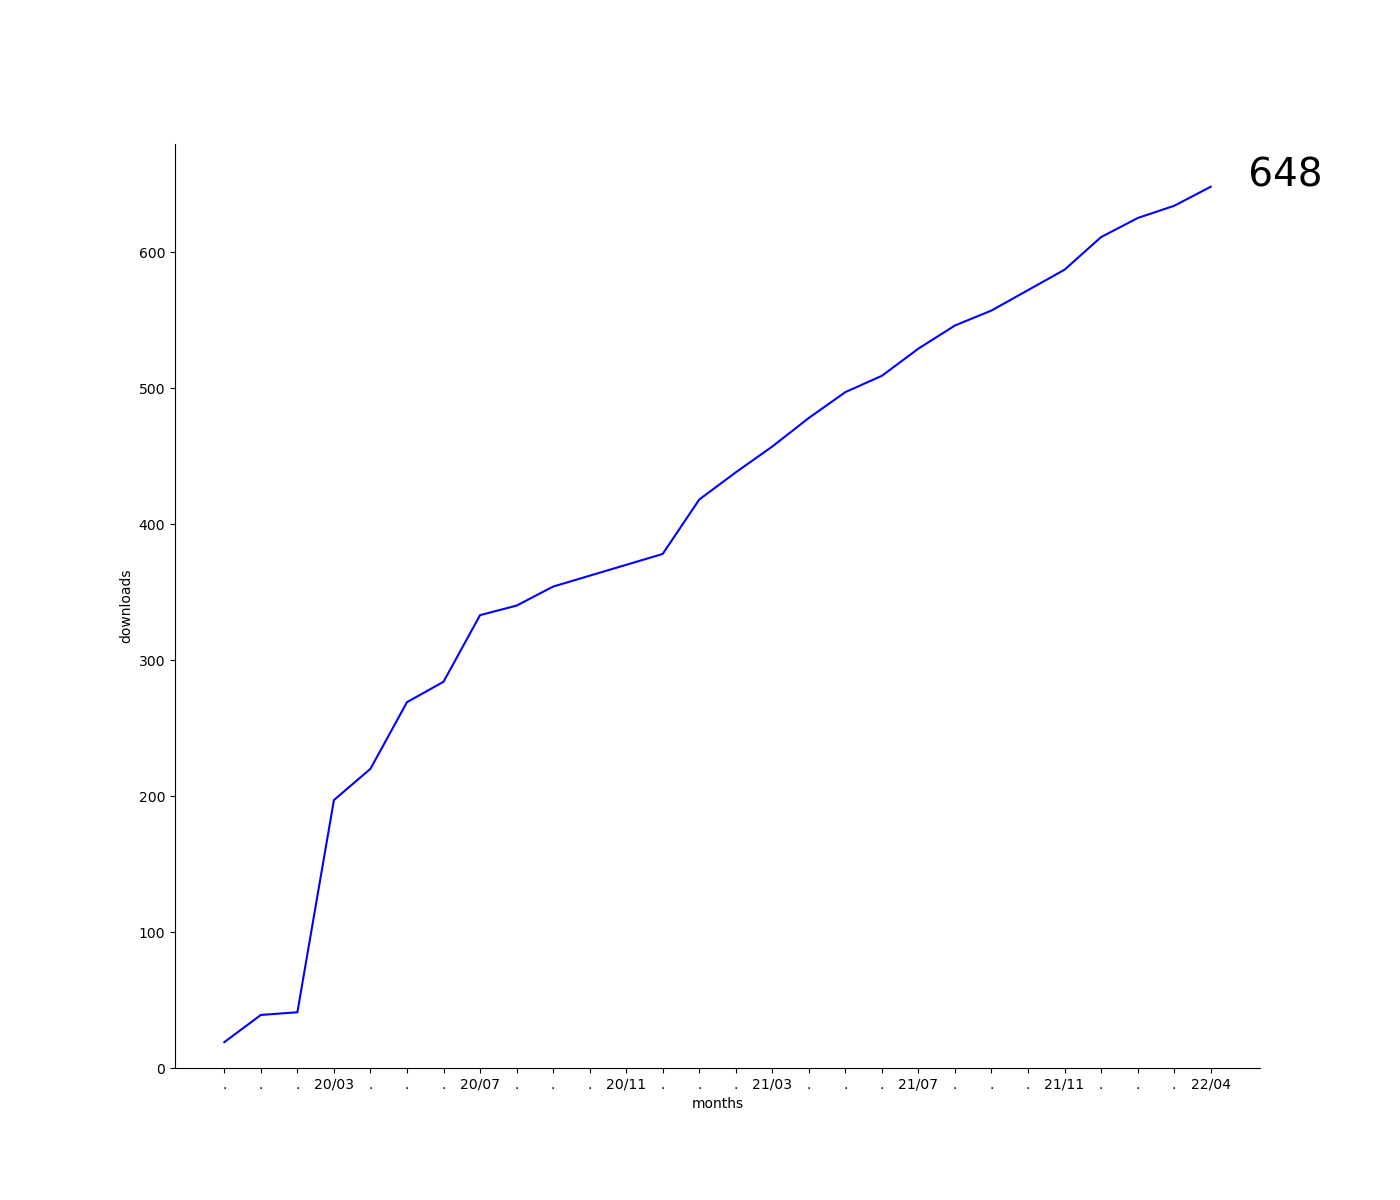 648
600
500
400
300
200
100
0
downloads
. . . 20/03 . . . 20/07 . . . 20/11 . . . 21/03 . . . 21/07 . . . 21/11 . . . 22/04
months